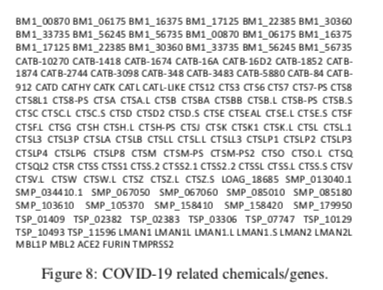 BM1_00870 BM1_06175 BM1_16375 BM1_17125 BM1_22385 BM1_30360
BM1_33735 BM1_56245 BM1_56735 BM1_00870 BM1_06175 BM1_16375
BM1_17125 BM1_22385 BM1_30360 BM1_33735 BM1_56245 BM1_56735
CATB-10270 CATB-1418 CATB-1674 CATB-16A CATB-16D2 CATB-1852 CATB-
1874 CATB-2744 CATB-3098 CATB-348 CATB-3483 CATB-5880 CATB-84 CATB-
912 CATD CATHY CATK CATL CATL-LIKE CTS12 CTS3 CTS6 CTS7 CTS7-PS CTS8
CTS8L1 CTS8-PS CTSA CTSA.L CTSB CTSBA CTSBB CTSB.L CTSB-PS CTSB.S
CTSC CTSC.L CTSC.S CTSD CTSD2 CTSD.S CTSE CTSEAL CTSE.L CTSE.S CTSF
CTSF.L CTSG CTSH CTSH.L CTSH-PS CTSJ CTSK CTSK1 CTSK.L CTSL CTSL.1
CTSL3 CTSL3P CTSLA CTSLB CTSLL CTSL.L CTSLL3 CTSLP1 CTSLP2 CTSLP3
CTSLP4 CTSLP6 CTSLP8 CTSM CTSM-PS CTSM-PS2 CTSO CTSO.L CTSQ
CTSQL2 CTSR CTSS CTSS1 CTSS.2 CTSS2.1 CTSS2.2 CTSSL CTSS.L CTSS.S CTSV
CTSV.L CTSW CTSW.L CTSZ CTSZ.L CTSZ.S LOAG_18685 SMP_013040.1
SMP_034410.1 SMP_067050 SMP_067060 SMP_085010 SMP_085180
SMP_103610 SMP_105370 SMP_158410 SMP_158420 SMP_179950
TSP_01409 TSP_02382 TSP_02383 TSP_03306 TSP_07747 TSP_10129
TSP_10493 TSP_11596 LMAN1 LMAN1L LMAN1.L LMAN1.S LMAN2 LMAN2L
MBL1P MBL2 ACE2 FURIN TMPRSS2
Figure 8: COVID-19 related chemicals/genes.